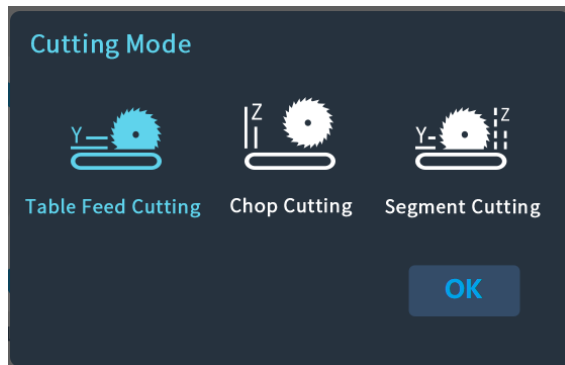 Cutting Mode
Y Z Y Z
Table Feed Cutting Chop Cutting Segment Cutting
OK